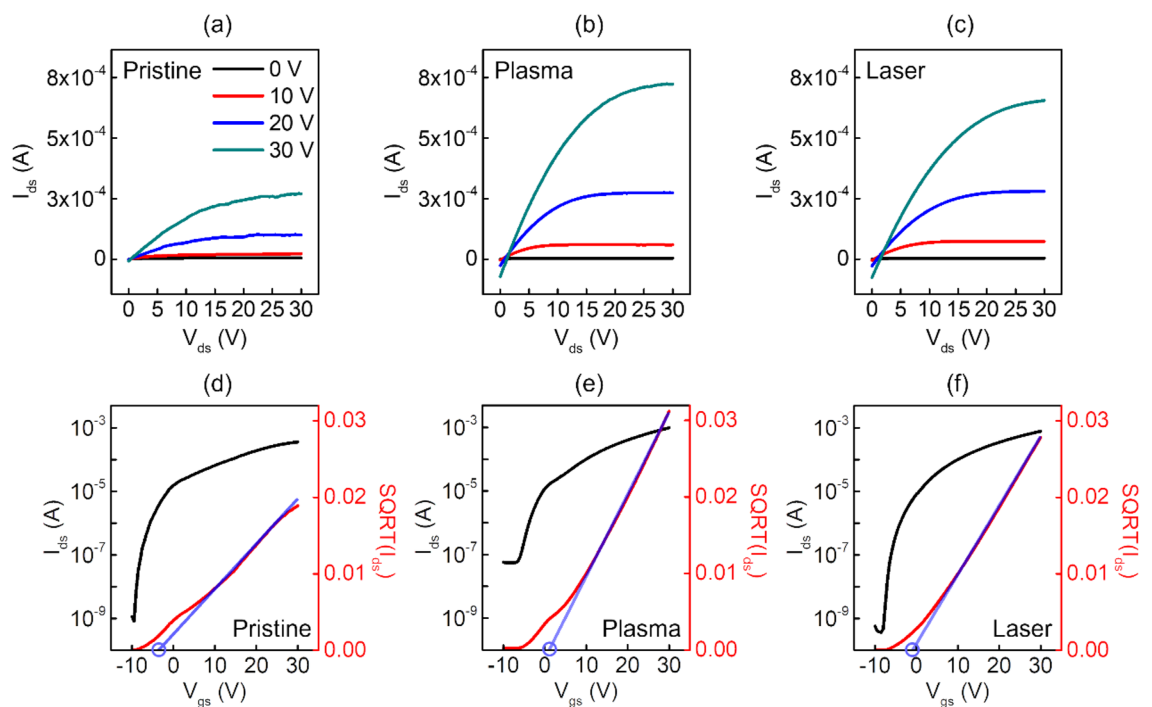 (a)
(b)
(c)
Pristine
0 V
10 V
20 V
30 V
8x10⁻⁴
5x10⁻⁴
3x10⁻⁴
0
I_ds (A)
0 5 10 15 20 25 30
V_ds (V)
Plasma
8x10⁻⁴
5x10⁻⁴
3x10⁻⁴
0
I_ds (A)
0 5 10 15 20 25 30
V_ds (V)
Laser
8x10⁻⁴
5x10⁻⁴
3x10⁻⁴
0
I_ds (A)
0 5 10 15 20 25 30
V_ds (V)
(d)
(e)
(f)
10⁻³
10⁻⁵
10⁻⁷
10⁻⁹
I_ds (A)
0.03
0.02
0.01
0.00
SQRT(I_ds)
Pristine
-10 0 10 20 30
V_gs (V)
10⁻³
10⁻⁵
10⁻⁷
10⁻⁹
I_ds (A)
0.03
0.02
0.01
0.00
SQRT(I_ds)
Plasma
-10 0 10 20 30
V_gs (V)
10⁻³
10⁻⁵
10⁻⁷
10⁻⁹
I_ds (A)
0.03
0.02
0.01
0.00
SQRT(I_ds)
Laser
-10 0 10 20 30
V_gs (V)